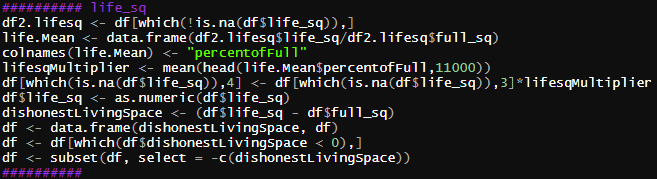 ########## life_sq
df2.lifesq <- df[which(!is.na(df$life_sq)),]
life.Mean <- data.frame(df2.lifesq$life_sq/df2.lifesq$full_sq)
colnames(life.Mean) <- "percentofFull"
lifesqMultiplier <- mean(head(life.Mean$percentofFull,11000))
df[which(is.na(df$life_sq)),4] <- df[which(is.na(df$life_sq)),3]*lifesqMultiplier
df$life_sq <- as.numeric(df$life_sq)
dishonestLivingSpace <- (df$life_sq - df$full_sq)
df <- data.frame(dishonestLivingSpace, df)
df <- df[which(df$dishonestLivingSpace < 0),]
df <- subset(df, select = -c(dishonestLivingSpace))
##########